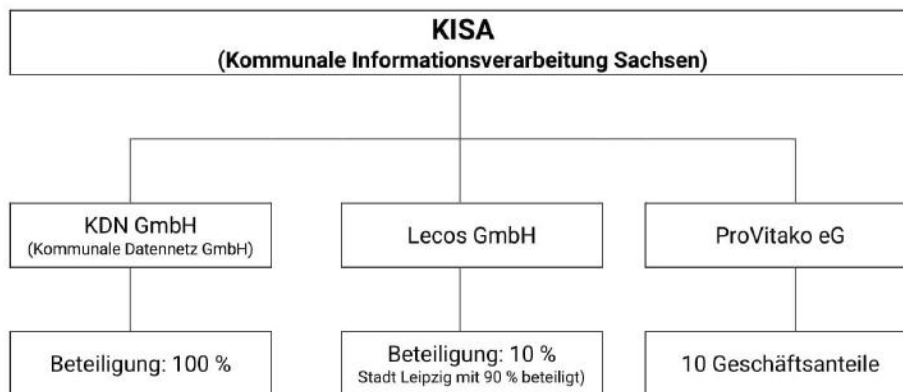 KISA
(Kommunale Informationsverarbeitung Sachsen)
KDN GmbH
(Kommunale Datennetz GmbH)
Lecos GmbH
ProVitako eG
Beteiligung: 100 %
Beteiligung: 10 %
Stadt Leipzig mit 90 % beteiligt)
10 Geschäftsanteile